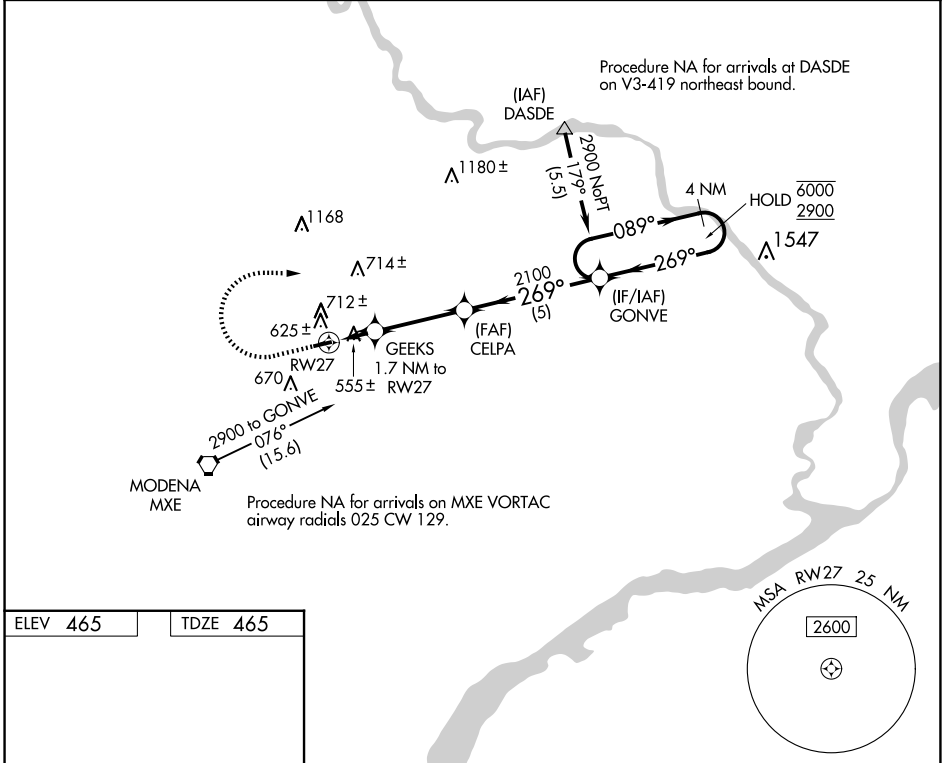 Procedure NA for arrivals at DASDE
on V3-419 northeast bound.
(IAF)
DASDE
2900 NoPT
179°
(5.5)
1180±
4 NM
HOLD
6000
2900
089°
1168
269°
1547
714±
2100
269°
(5)
(IF/IAF)
GONVE
712±
625±
(FAF)
CELPA
RW27
GEEKS
1.7 NM to
RW27
670
555±
2900 to GONVE
076°
(15.6)
MODENA
MXE
Procedure NA for arrivals on MXE VORTAC
airway radials 025 CW 129.
MSA RW27 25 NM
2600
ELEV 465
TDZE 465